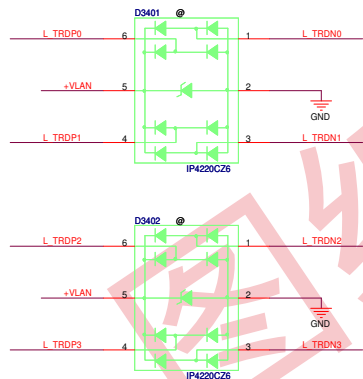 D3401 @
L_TRDP0 6 1 L_TRDN0
+VLAN 5 2
GND
L_TRDP1 4 3 L_TRDN1
IP4220CZ6
D3402 @
L_TRDP2 6 1 L_TRDN2
+VLAN 5 2
GND
L_TRDP3 4 3 L_TRDN3
IP4220CZ6